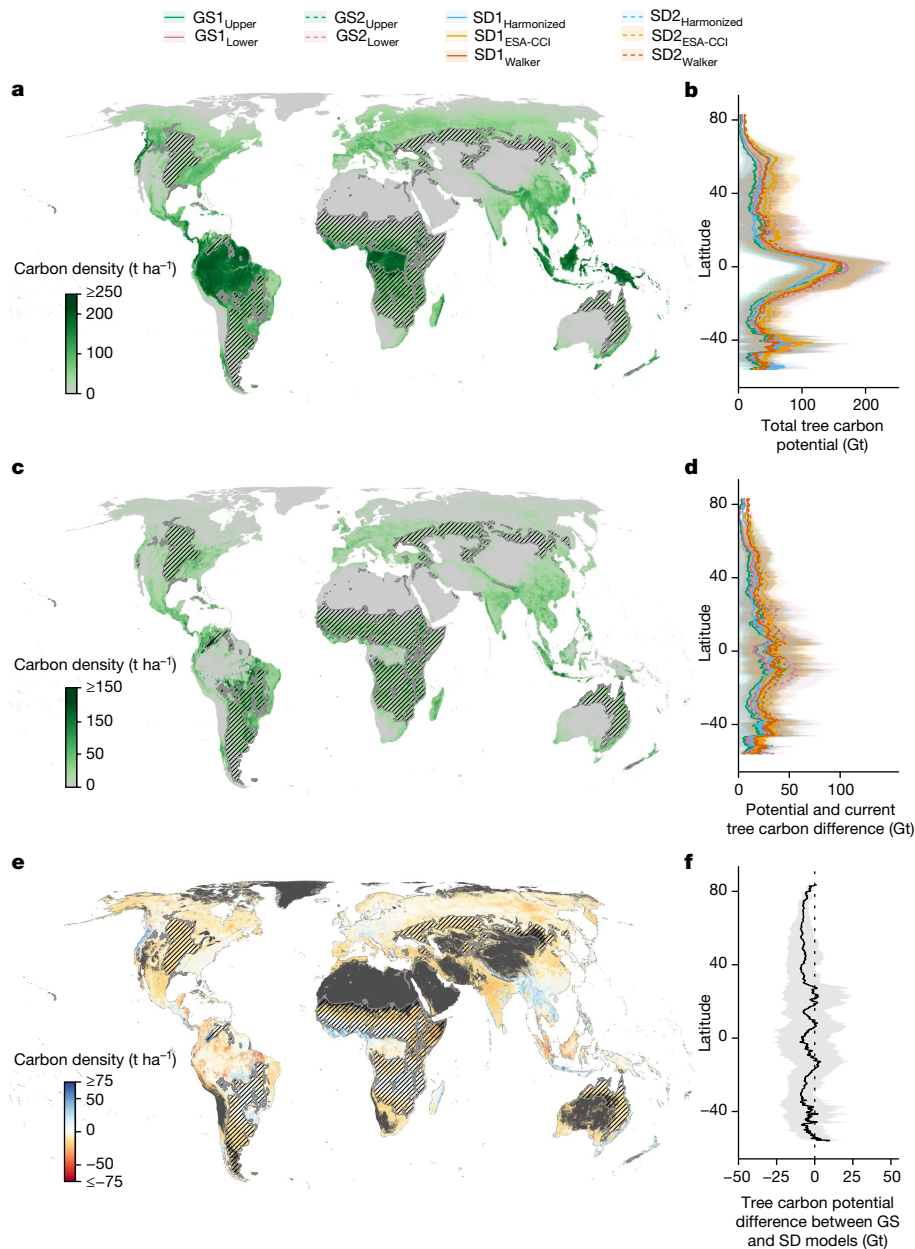 GS1Upper GS2Upper SD1Harmonized SD2Harmonized
GS1Lower GS2Lower SD1ESA-CCI SD2ESA-CCI
SD1Walker SD2Walker
a
Carbon density (t ha⁻¹)
≥250
200
100
0
b
80
40
0
−40
Latitude
0 100 200
Total tree carbon
potential (Gt)
c
Carbon density (t ha⁻¹)
≥150
150
50
0
d
80
40
0
−40
Latitude
0 50 100
Potential and current
tree carbon difference (Gt)
e
Carbon density (t ha⁻¹)
≥75
50
0
−50
≤−75
f
80
40
0
−40
Latitude
−50 −25 0 25 50
Tree carbon potential
difference between GS
and SD models (Gt)